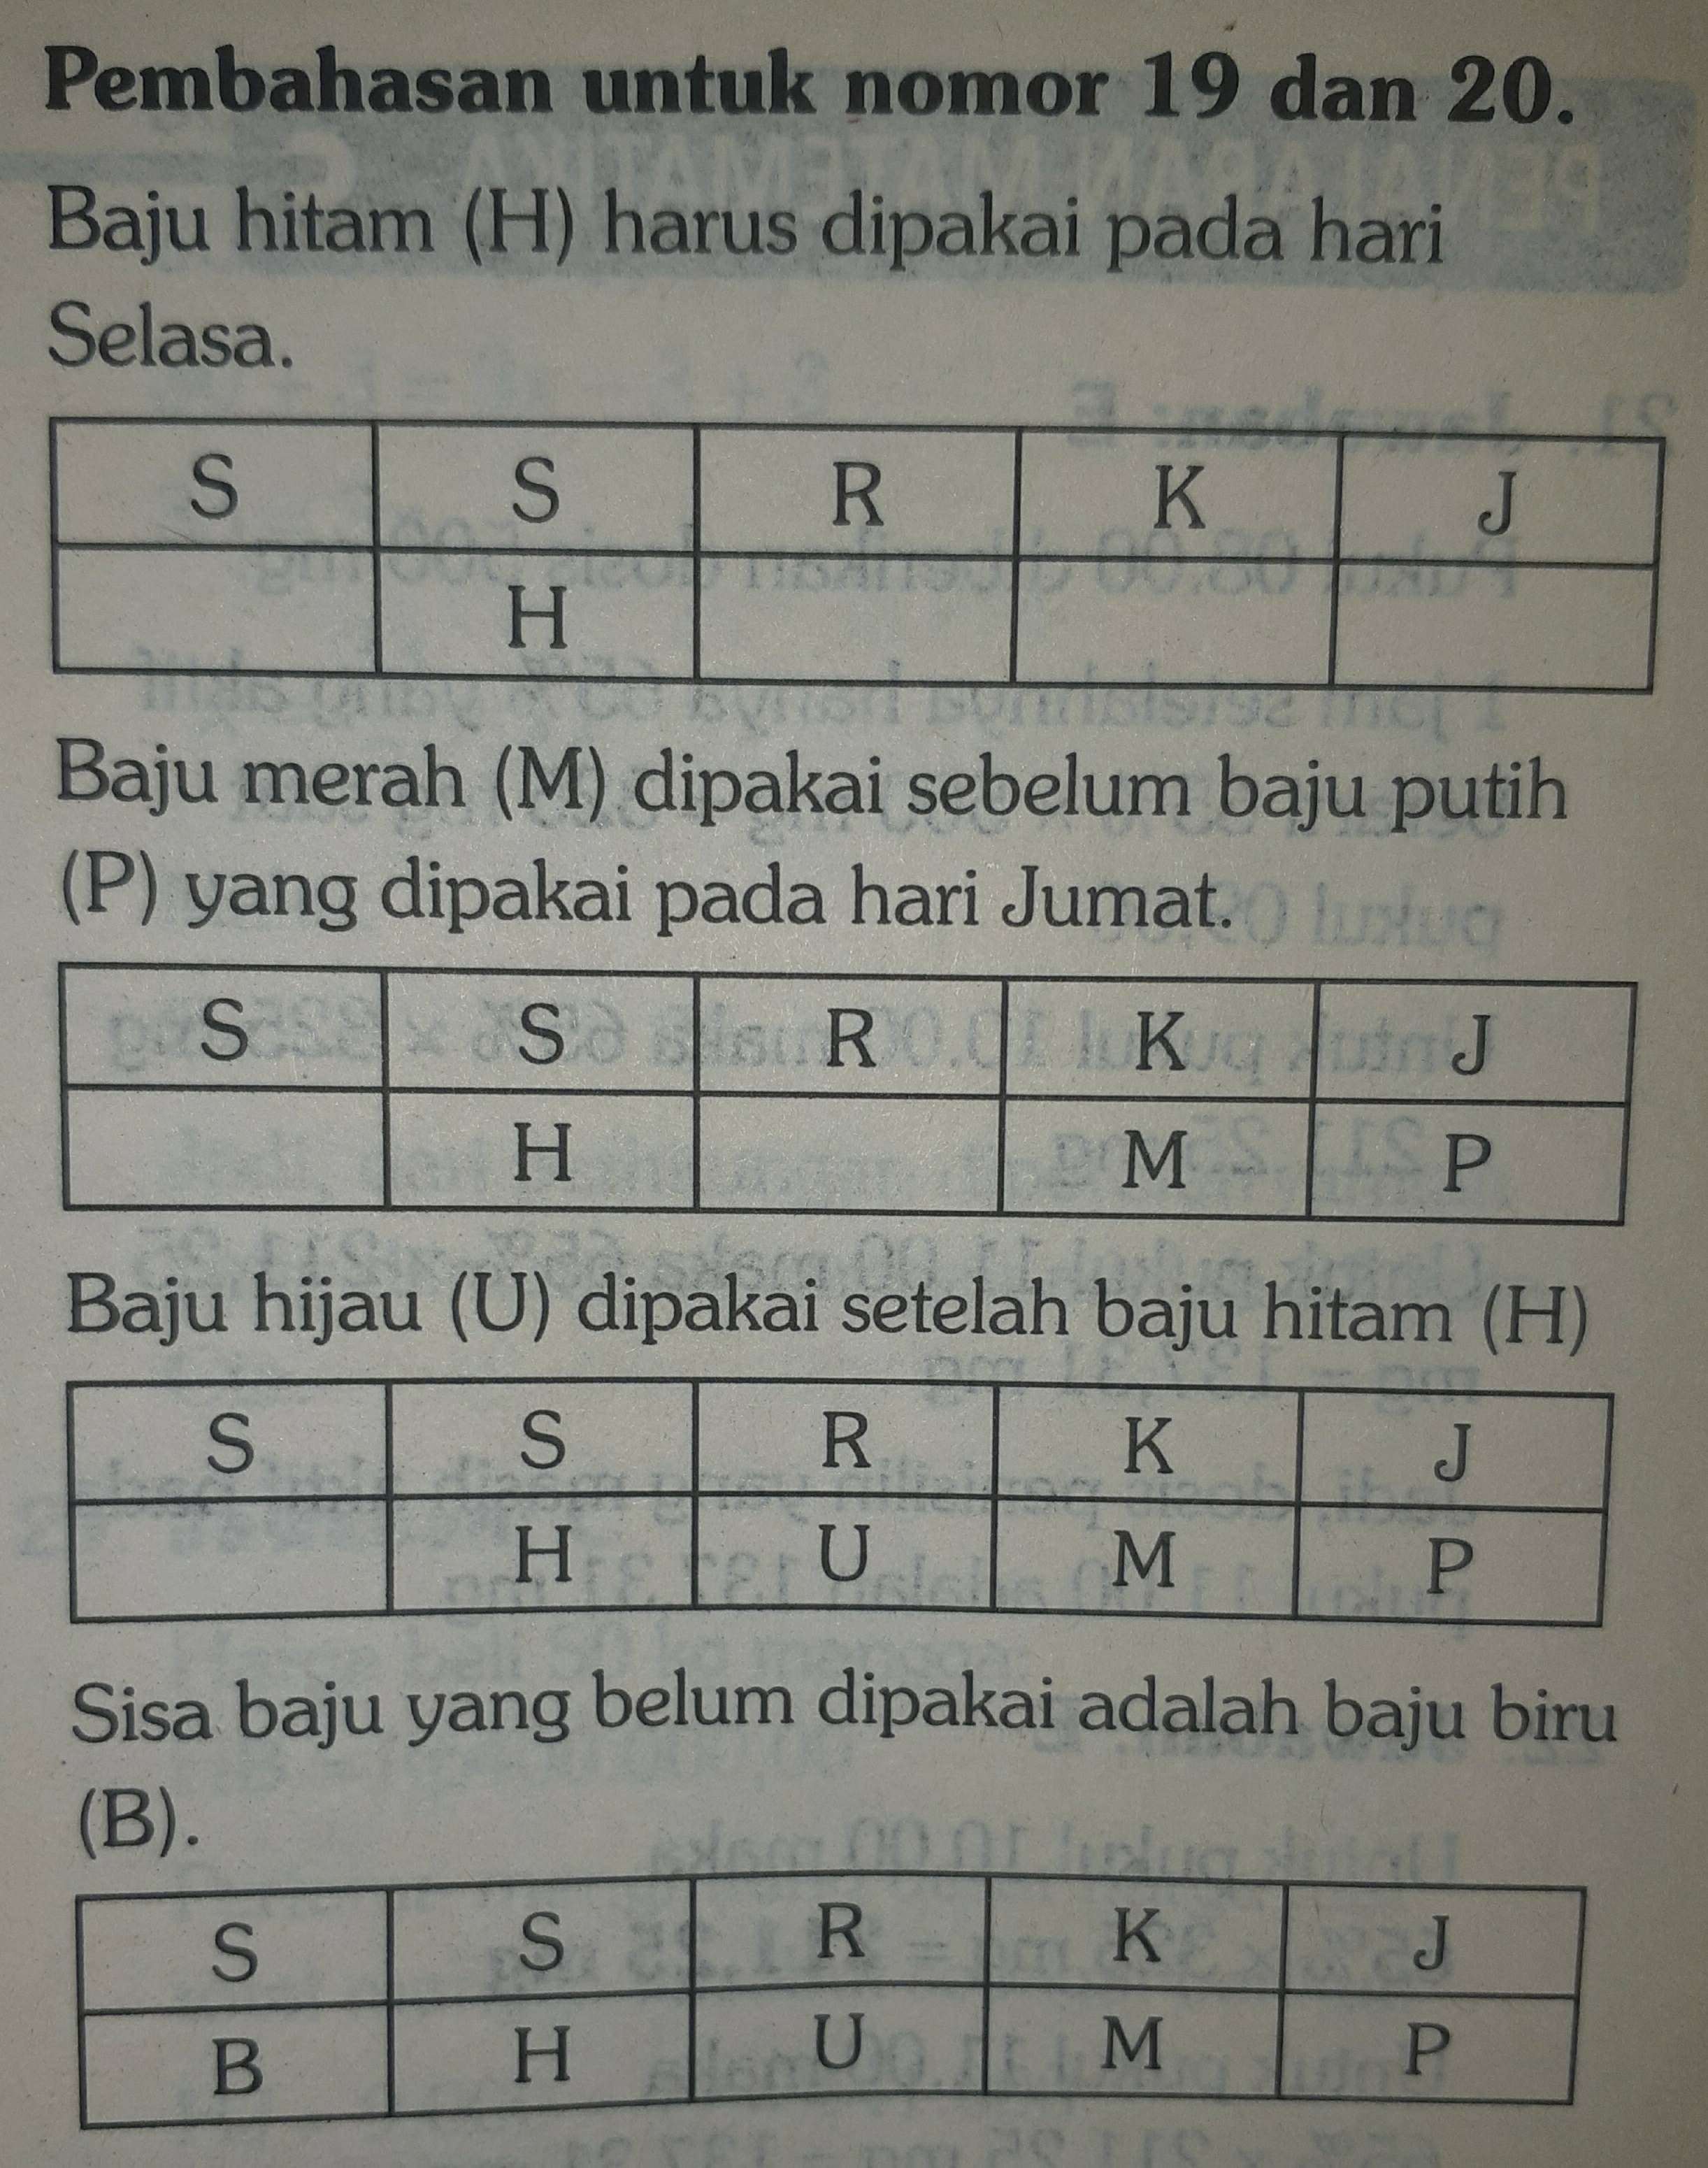 Pembahasan untuk nomor 19 dan 20.
Baju hitam (H) harus dipakai pada hari
Selasa.
S S R K J
H
Baju merah (M) dipakai sebelum baju putih
(P) yang dipakai pada hari Jumat.
S S R K J
H M P
Baju hijau (U) dipakai setelah baju hitam (H)
S S R K J
H U M P
Sisa baju yang belum dipakai adalah baju biru
(B).
S S R K J
B H U M P